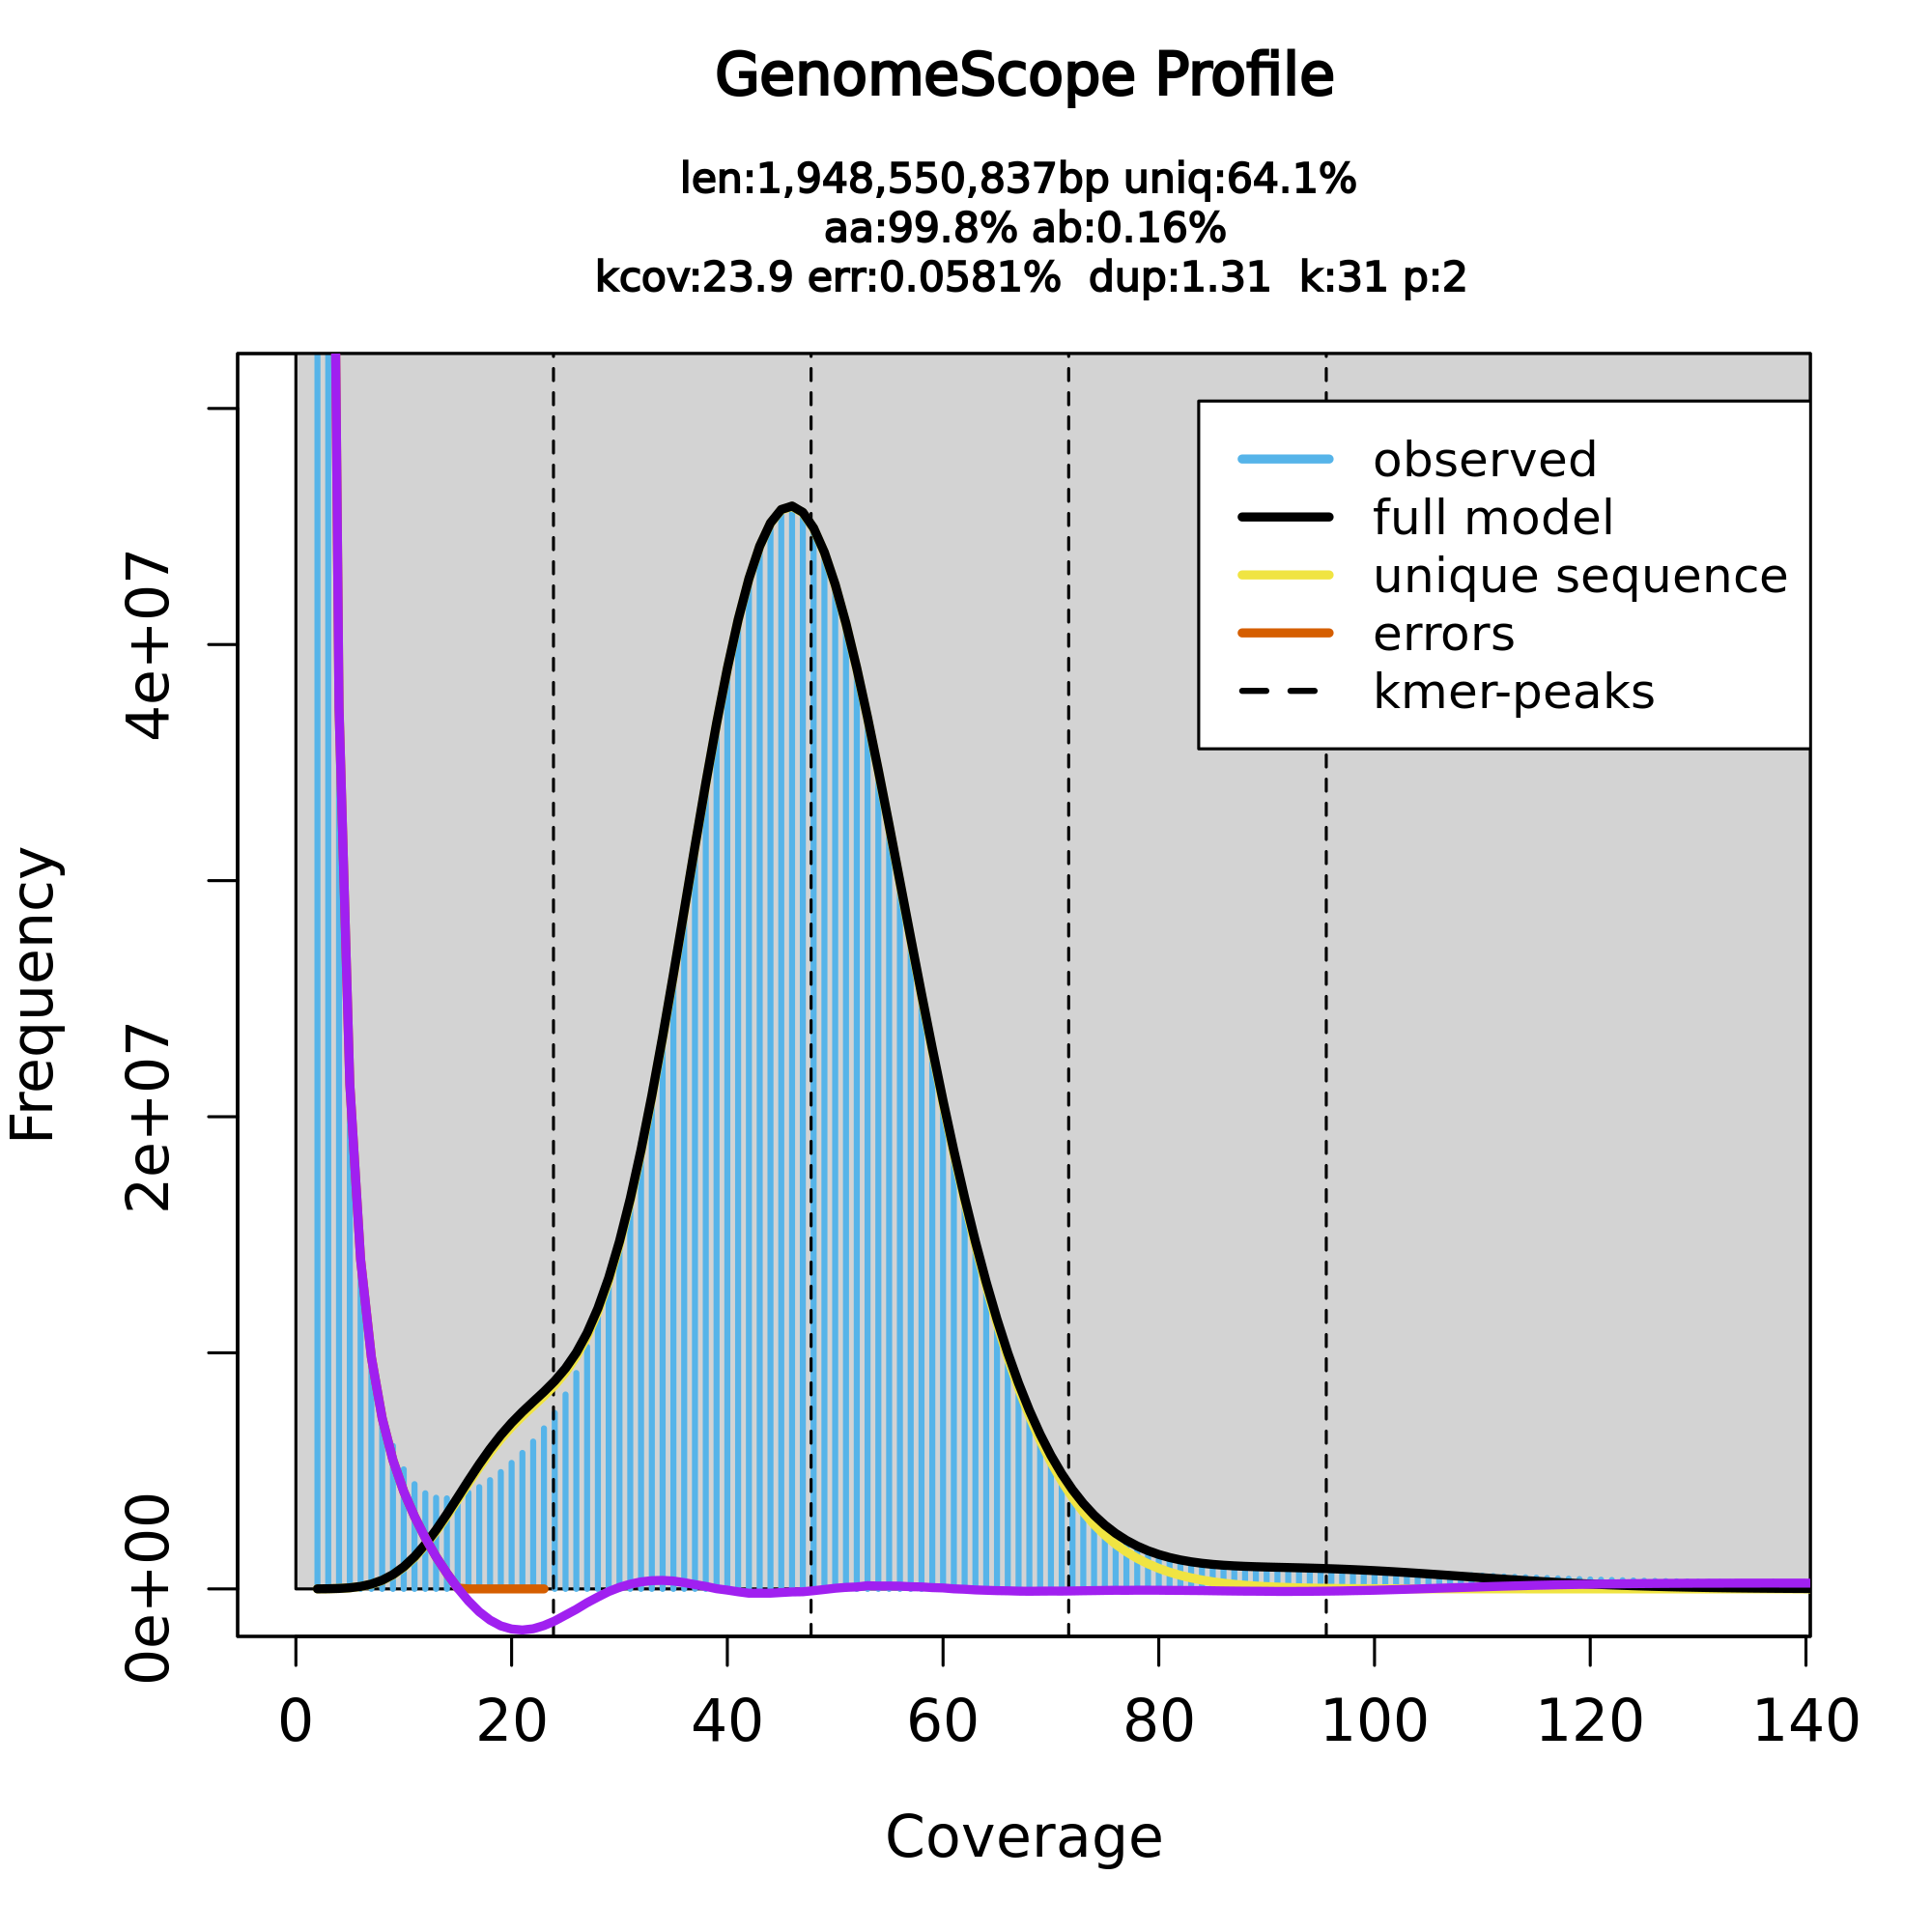 GenomeScope Profile
len:1,948,550,837bp uniq:64.1%
aa:99.8% ab:0.16%
kcov:23.9 err:0.0581% dup:1.31 k:31 p:2
observed
full model
unique sequence
errors
kmer-peaks
Frequency
0e+00
2e+07
4e+07
0 20 40 60 80 100 120 140
Coverage